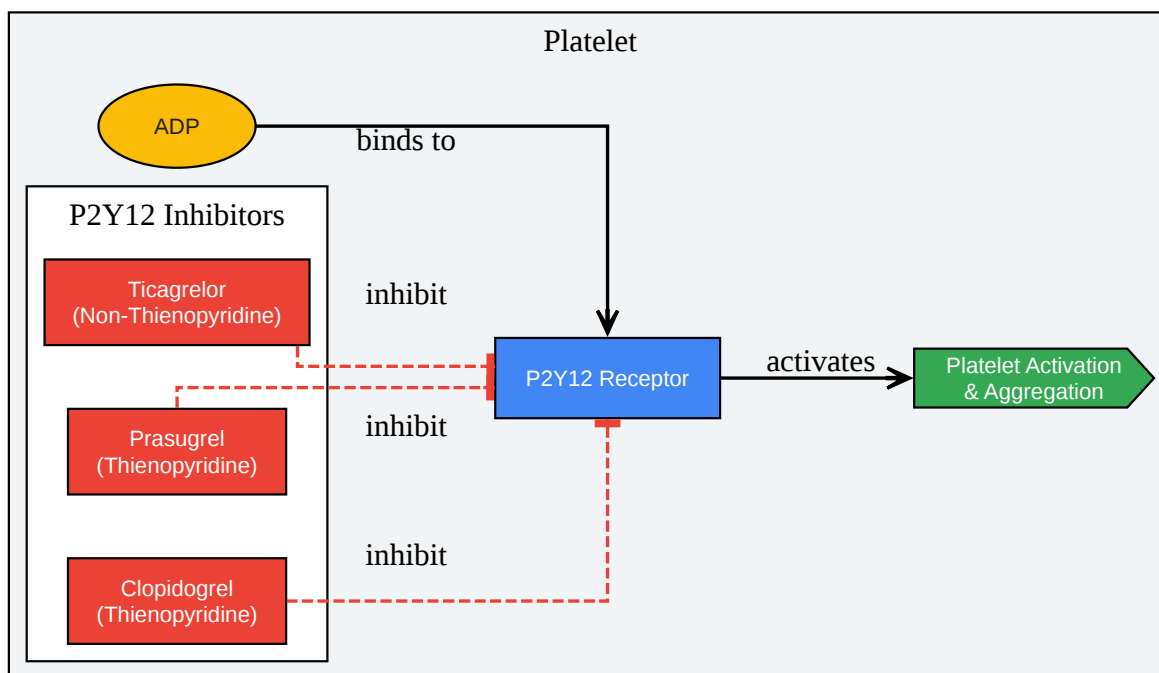 Platelet
ADP
binds to
P2Y12 Inhibitors
Ticagrelor
(Non-Thienopyridine)
inhibit
P2Y12 Receptor
activates
Platelet Activation
& Aggregation
Prasugrel
(Thienopyridine)
inhibit
Clopidogrel
(Thienopyridine)
inhibit